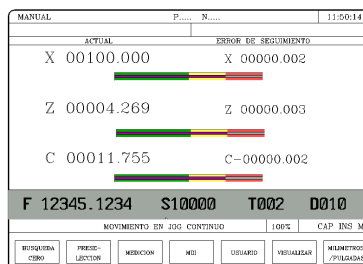 MANUAL P..... N..... 11:50:14
ACTUAL ERROR DE SEGUIMIENTO
X 00100.000 X 00000.002
Z 00004.269 Z 00000.003
C 00011.755 C-00000.002
F 12345.1234 S10000 T002 D010
MOVIMIENTO EN JOG CONTINUO 100% CAP INS M
BUSQUEDA CERO PRESE-LECCION MEDICION MDI USUARIO VISUALIZAR MILIMETROS /PULGADAS